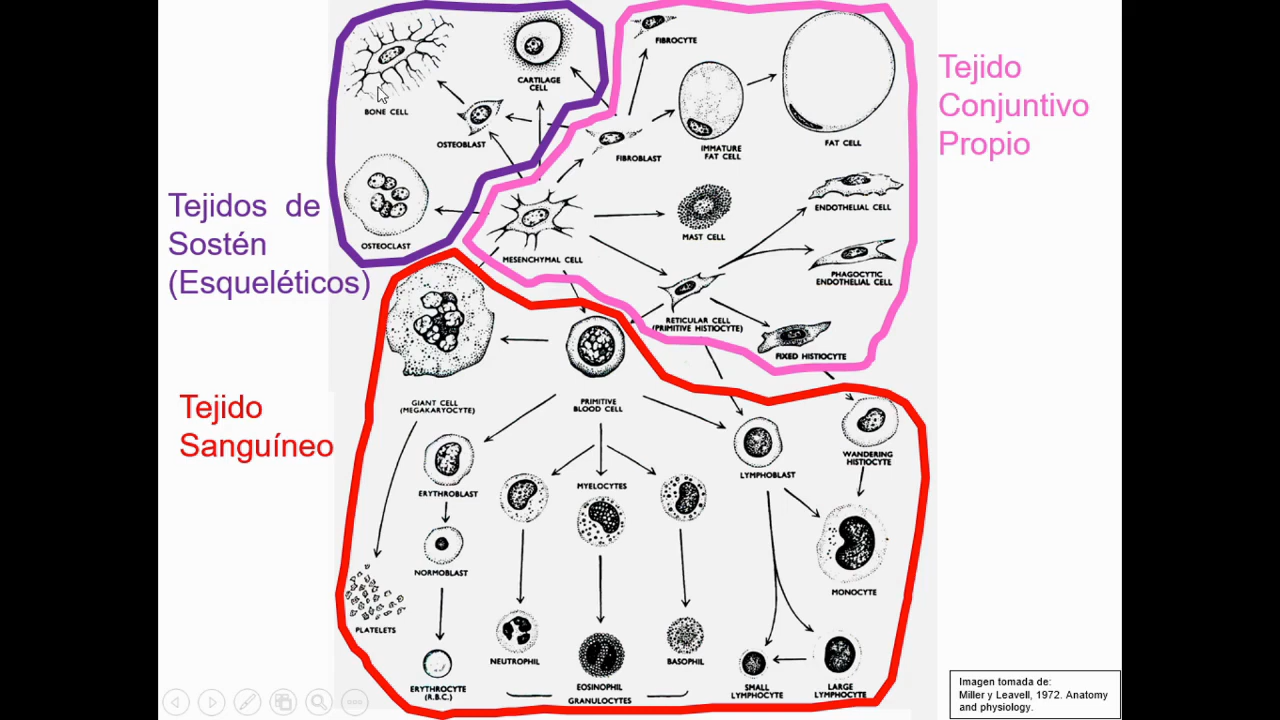 FIBROCYTE
CARTILAGE
CELL
BONE CELL
OSTEOBLAST
FIBROBLAST
IMMATURE
FAT CELL
FAT CELL
Tejido
Conjuntivo
Propio
Tejidos de
Sostén
(Esqueléticos)
OSTEOCLAST
MESENCHYMAL CELL
MAST CELL
ENDOTHELIAL CELL
PHAGOCYTIC
ENDOTHELIAL CELL
RETICULAR CELL
(PRIMITIVE HISTIOCYTE)
FIXED HISTIOCYTE
Tejido
Sanguíneo
GIANT CELL
(MEGAKARYOCYTE)
PRIMITIVE
BLOOD CELL
WANDERING
HISTIOCYTE
LYMPHOBLAST
ERYTHROBLAST
MYELOCYTES
NORMOBLAST
MONOCYTE
PLATELETS
NEUTROPHIL
EOSINOPHIL
BASOPHIL
GRANULOCYTES
ERYTHROCYTE
(R.B.C.)
SMALL
LYMPHOCYTE
LARGE
LYMPHOCYTE
Imagen tomada de:
Miller y Leavell, 1972. Anatomy
and physiology.